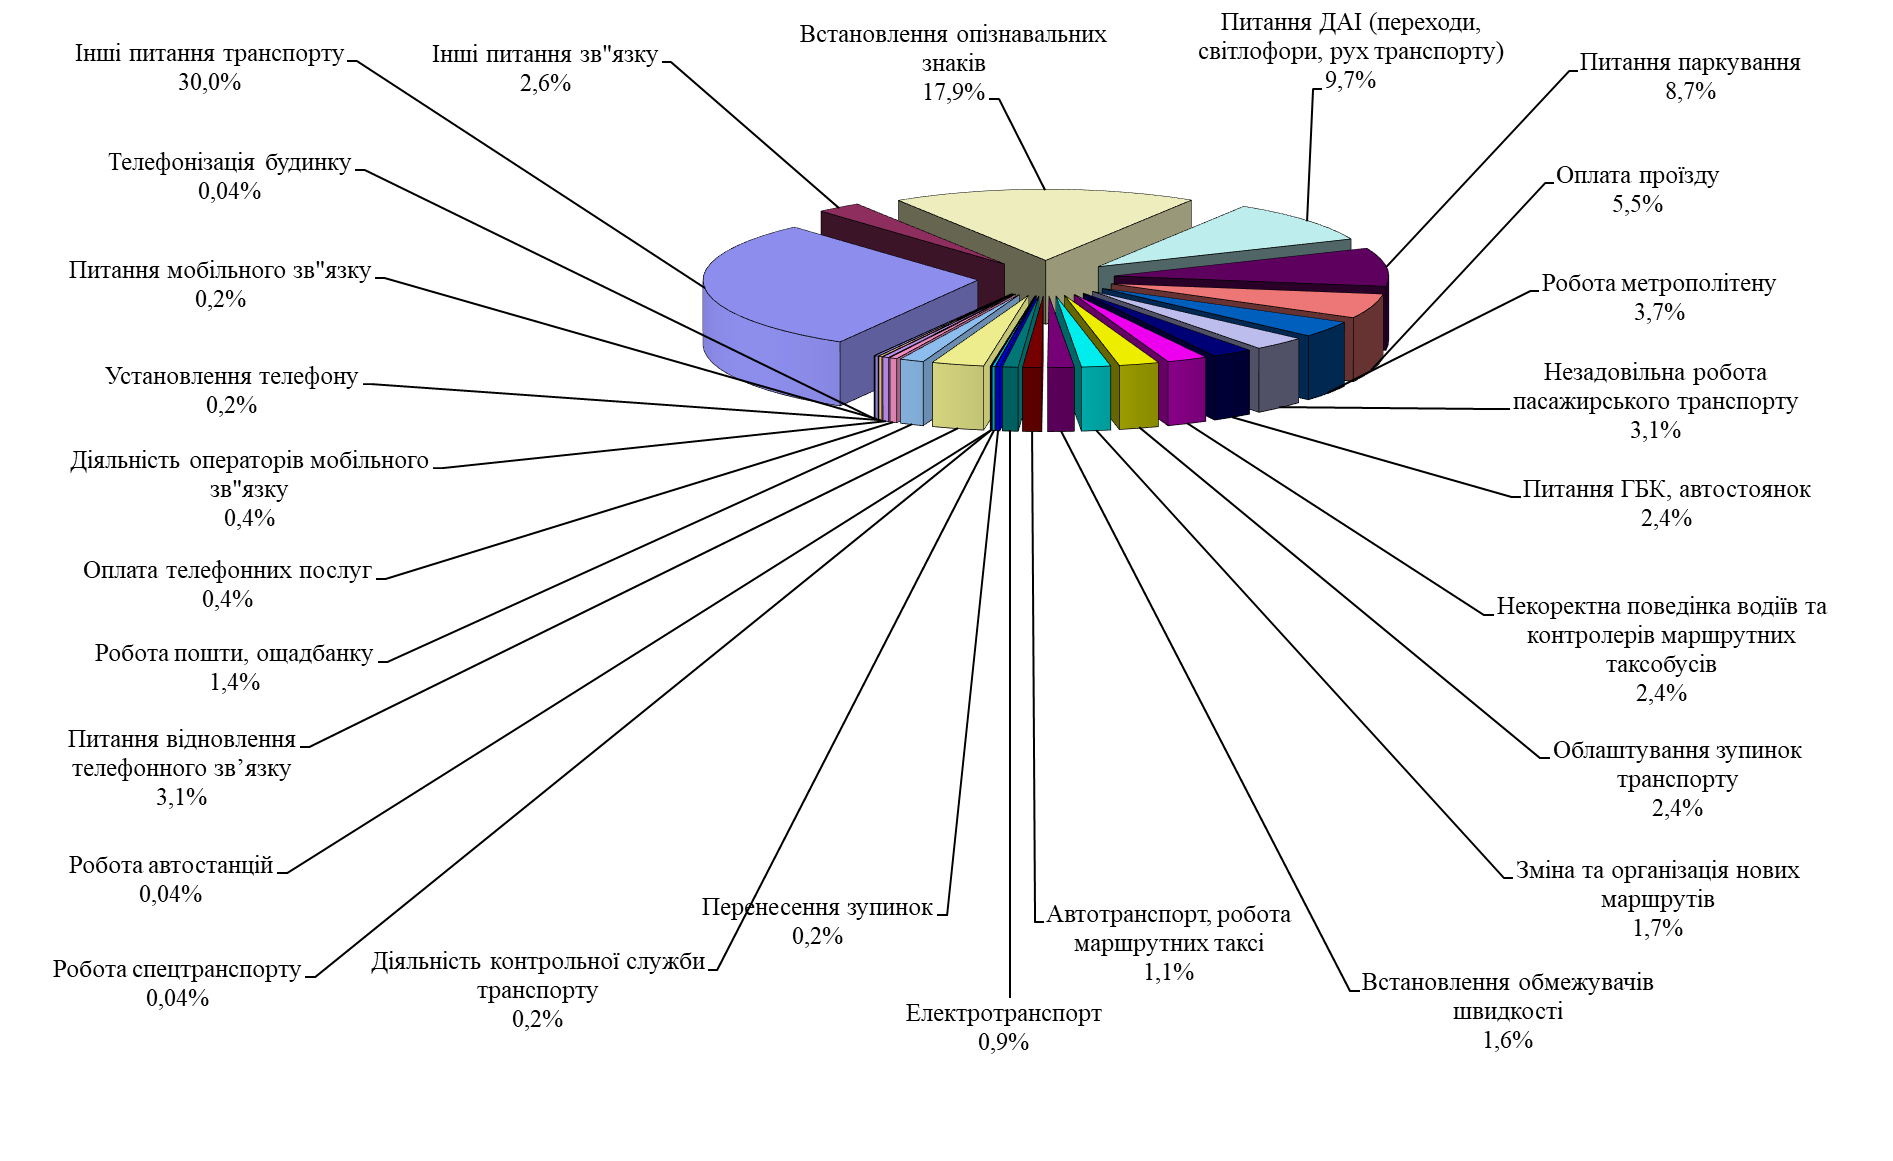 Інші питання транспорту
30,0%
Інші питання зв"язку
2,6%
Встановлення опізнавальних
знаків
17,9%
Питання ДАІ (переходи,
світлофори, рух транспорту)
9,7%
Питання паркування
8,7%
Оплата проїзду
5,5%
Робота метрополітену
3,7%
Незадовільна робота
пасажирського транспорту
3,1%
Питання ГБК, автостоянок
2,4%
Некоректна поведінка водіїв та
контролерів маршрутних
таксобусів
2,4%
Облаштування зупинок
транспорту
2,4%
Зміна та організація нових
маршрутів
1,7%
Встановлення обмежувачів
швидкості
1,6%
Автотранспорт, робота
маршрутних таксі
1,1%
Електротранспорт
0,9%
Перенесення зупинок
0,2%
Діяльність контрольної служби
транспорту
0,2%
Робота спецтранспорту
0,04%
Робота автостанцій
0,04%
Питання відновлення
телефонного зв’язку
3,1%
Робота пошти, ощадбанку
1,4%
Оплата телефонних послуг
0,4%
Діяльність операторів мобільного
зв"язку
0,4%
Установлення телефону
0,2%
Питання мобільного зв"язку
0,2%
Телефонізація будинку
0,04%